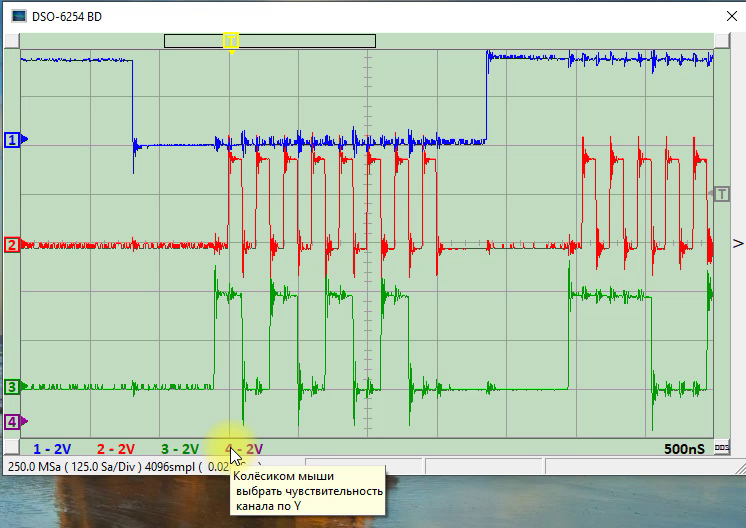 DSO-6254 BD
T
1
T
2
>
3
4
1 - 2V 2 - 2V 3 - 2V 4 - 2V 500nS DDS
250.0 MSa ( 125.0 Sa/Div ) 4096smpl ( 0.02 )
Колёсиком мыши
выбрать чувствительность
канала по Y